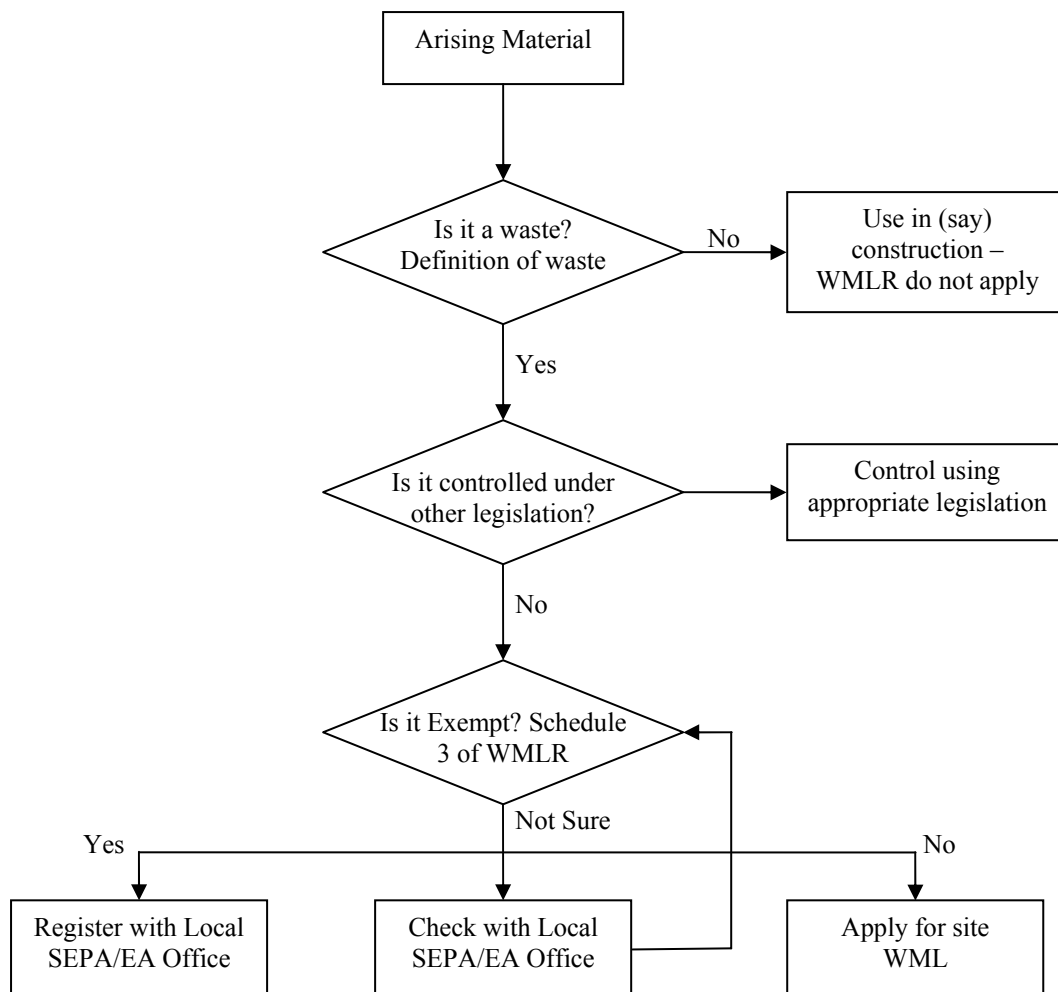 Arising Material
Is it a waste?
Definition of waste
No
Use in (say)
construction –
WMLR do not apply
Yes
Is it controlled under
other legislation?
Control using
appropriate legislation
No
Is it Exempt? Schedule
3 of WMLR
Not Sure
Yes
No
Register with Local
SEPA/EA Office
Check with Local
SEPA/EA Office
Apply for site
WML